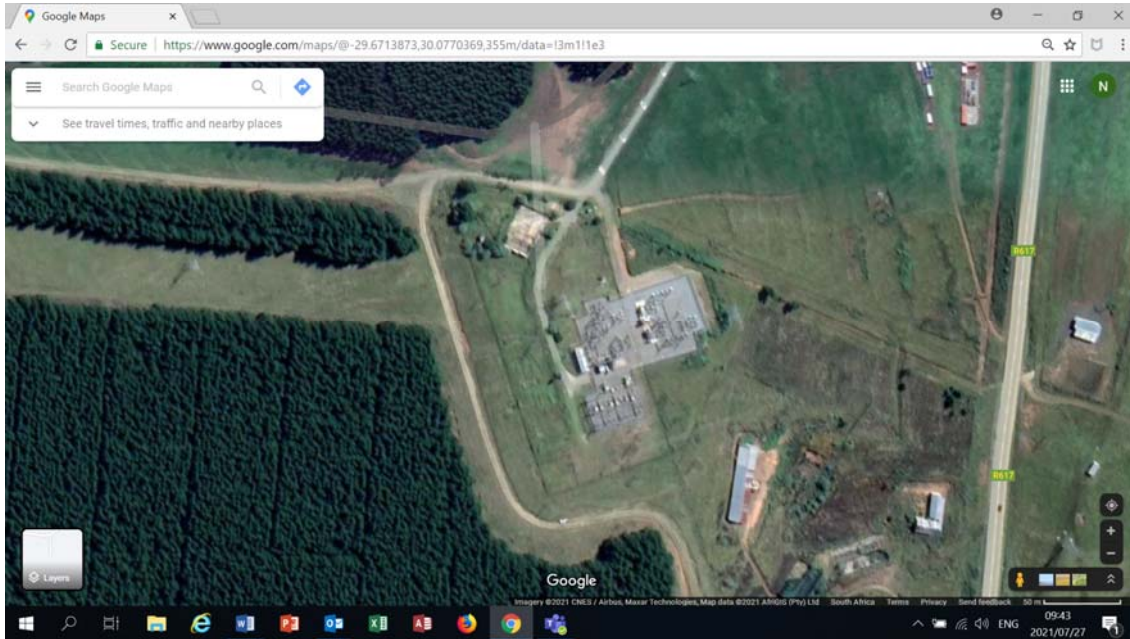 Google Maps
Secure
https://www.google.com/maps/@-29.6713873,30.0770369,355m/data=!3m1!1e3
Search Google Maps
N
See travel times, traffic and nearby places
R617
R617
Layers
Google
Imagery ©2021 CNES / Airbus, Maxar Technologies, Map data ©2021 AfriGIS (Pty) Ltd South Africa Terms Privacy Send feedback 50 m
ENG
09:43
2021/07/27